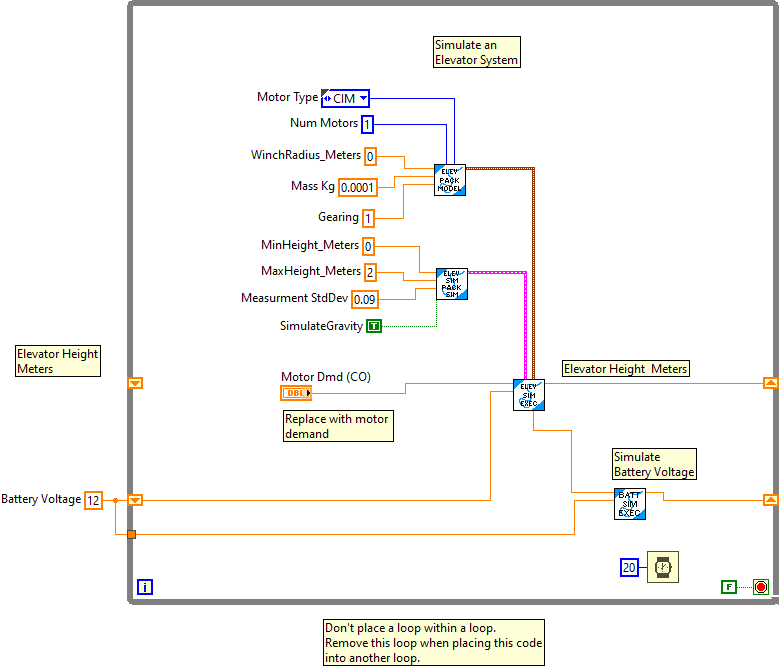 Simulate an
Elevator System
Motor Type
CIM
Num Motors
1
WinchRadius_Meters
0
ELEV
PACK
MODEL
Mass Kg
0.0001
Gearing
1
MinHeight_Meters
0
MaxHeight_Meters
2
ELEV
SIM
PACK
SIM
Measurment StdDev
0.09
SimulateGravity
T
Elevator Height
Meters
Elevator Height  Meters
Motor Dmd (CO)
DBL
ELEV
SIM
EXEC
Replace with motor
demand
Simulate
Battery Voltage
Battery Voltage
12
BATT
SIM
EXEC
20
i
F
Don't place a loop within a loop.
Remove this loop when placing this code
into another loop.